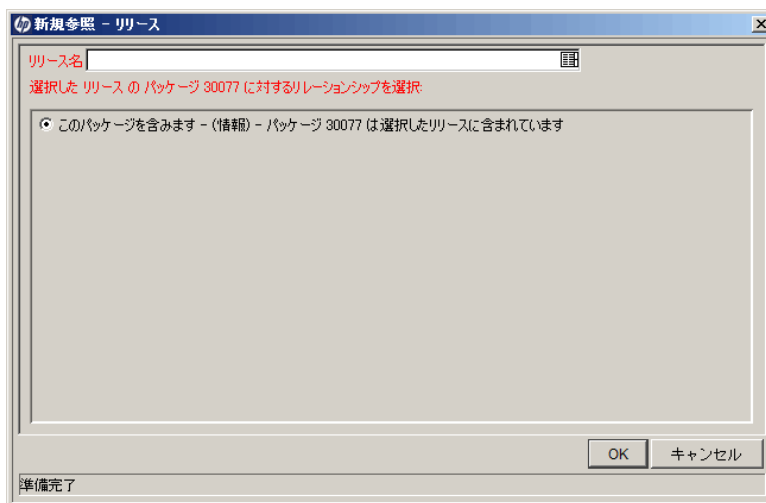 hp 新規参照 - リリース
リリース名
選択した リリース の パッケージ 30077 に対するリレーションシップを選択:
このパッケージを含みます - (情報) - パッケージ 30077 は選択したリリースに含まれています
OK キャンセル
準備完了